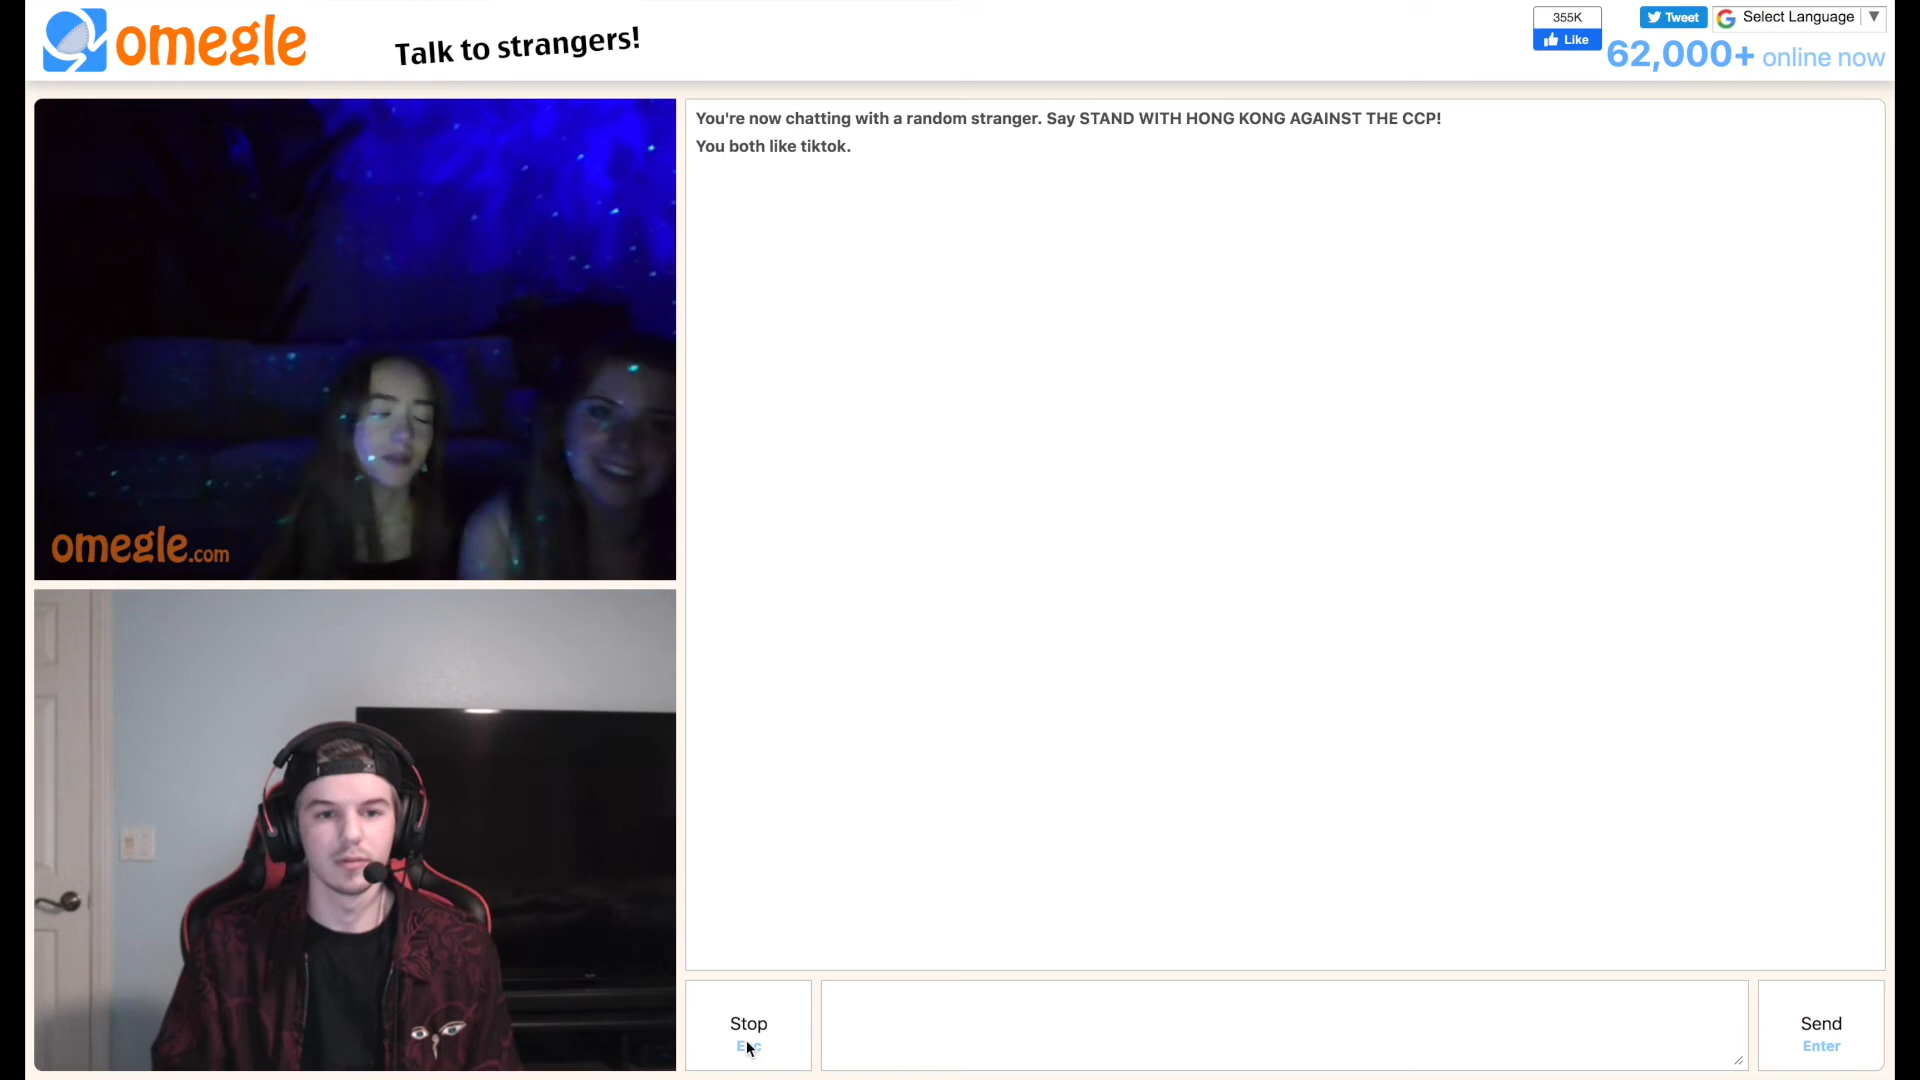 omegle
Talk to strangers!
355K
Like
Tweet
Select Language
62,000+ online now
You're now chatting with a random stranger. Say STAND WITH HONG KONG AGAINST THE CCP!
You both like tiktok.
omegle.com
Stop
Esc
Send
Enter